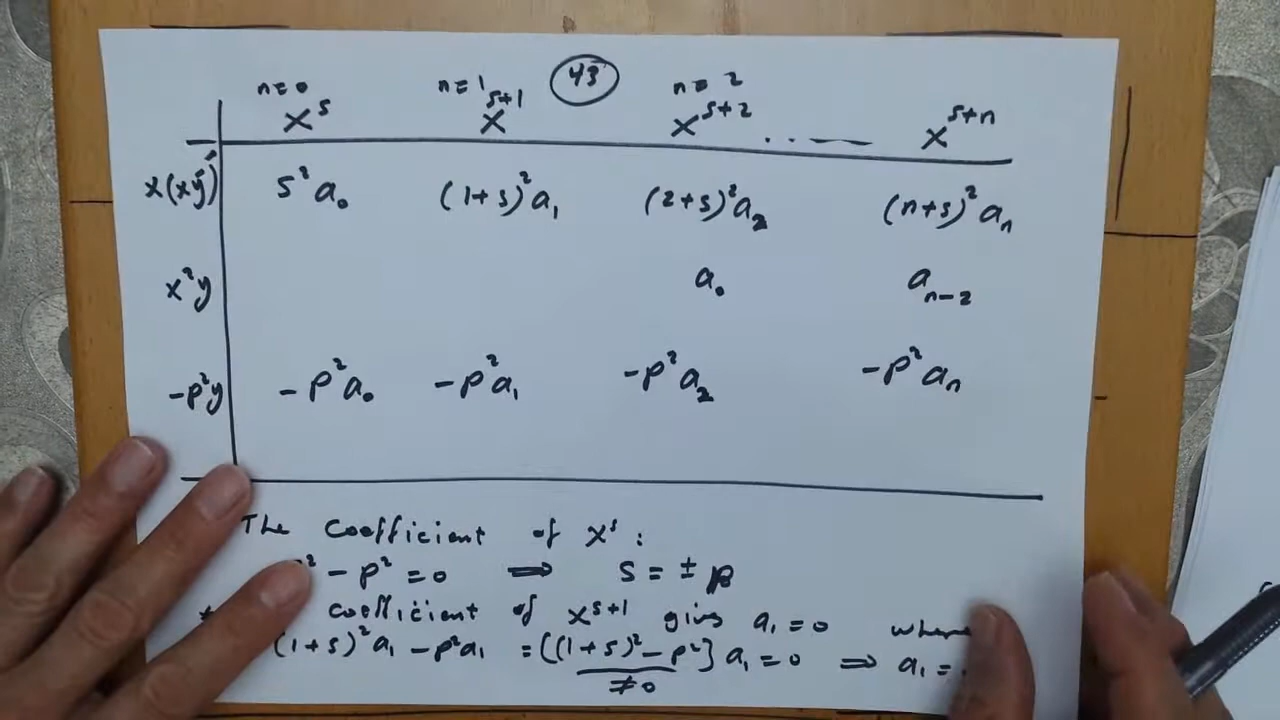 43
n=0 n=1 n=2
x^s x^{s+1} x^{s+2} ..— x^{s+n}
x(xy')' s²a₀ (1+s)²a₁ (2+s)²a₂ (n+s)²aₙ
x²y a₀ a_{n-2}
-p²y -p²a₀ -p²a₁ -p²a₂ -p²aₙ
The coefficient of x^s :
² - p² = 0 ⟹ s = ± p
coefficient of x^{s+1} gives a₁ = 0 where
(1+s)²a₁ - p²a₁ = [(1+s)² - p²] a₁ = 0 ⟹ a₁ =
≠0